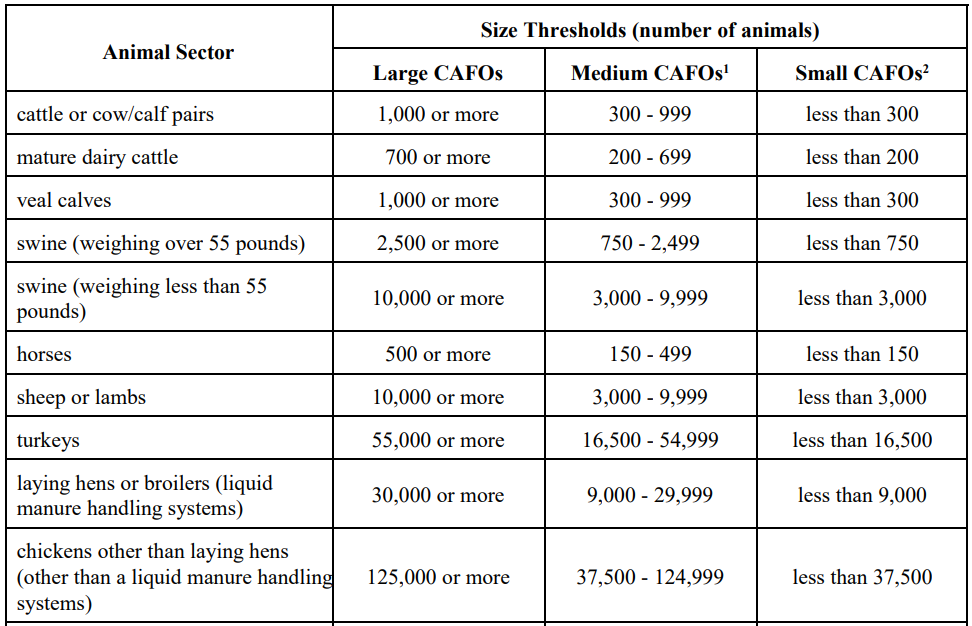 Animal Sector
Size Thresholds (number of animals)
Large CAFOs
Medium CAFOs¹
Small CAFOs²
cattle or cow/calf pairs
1,000 or more
300 - 999
less than 300
mature dairy cattle
700 or more
200 - 699
less than 200
veal calves
1,000 or more
300 - 999
less than 300
swine (weighing over 55 pounds)
2,500 or more
750 - 2,499
less than 750
swine (weighing less than 55
pounds)
10,000 or more
3,000 - 9,999
less than 3,000
horses
500 or more
150 - 499
less than 150
sheep or lambs
10,000 or more
3,000 - 9,999
less than 3,000
turkeys
55,000 or more
16,500 - 54,999
less than 16,500
laying hens or broilers (liquid
manure handling systems)
30,000 or more
9,000 - 29,999
less than 9,000
chickens other than laying hens
(other than a liquid manure handling
systems)
125,000 or more
37,500 - 124,999
less than 37,500